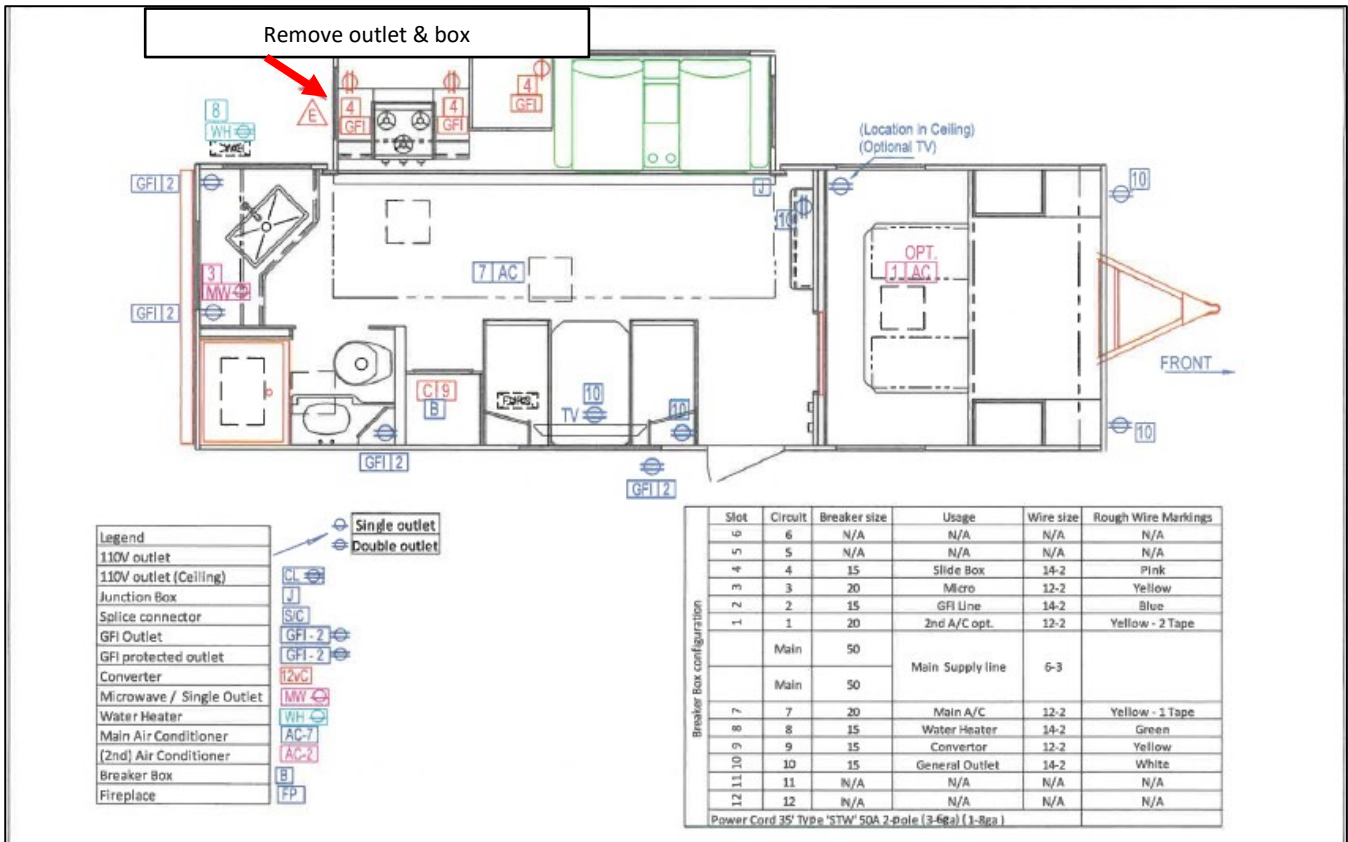 Remove outlet & box
E
4
GFI
4
GFI
4
GFI
8
WH
GFI 2
(Location in Ceiling)
(Optional TV)
10
J
10
3
MW
7 AC
OPT.
1 AC
GFI 2
FRONT
C 9
B
10
TV
10
10
GFI 2
GFI 2
Single outlet
Double outlet
Legend
110V outlet
110V outlet (Ceiling) CL
Junction Box J
Splice connector S/C
GFI Outlet GFI - 2
GFI protected outlet GFI - 2
Converter 12vC
Microwave / Single Outlet MW
Water Heater WH
Main Air Conditioner AC-7
(2nd) Air Conditioner AC-2
Breaker Box B
Fireplace FP
Breaker Box configuration
Slot Circuit Breaker size Usage Wire size Rough Wire Markings
6 6 N/A N/A N/A N/A
5 5 N/A N/A N/A N/A
4 4 15 Slide Box 14-2 Pink
3 3 20 Micro 12-2 Yellow
2 2 15 GFI Line 14-2 Blue
1 1 20 2nd A/C opt. 12-2 Yellow - 2 Tape
Main 50
Main Supply line 6-3
Main 50
7 7 20 Main A/C 12-2 Yellow - 1 Tape
8 8 15 Water Heater 14-2 Green
9 9 15 Convertor 12-2 Yellow
10 10 15 General Outlet 14-2 White
11 11 N/A N/A N/A N/A
12 12 N/A N/A N/A N/A
Power Cord 35' Type 'STW' 50A 2-pole (3-6ga) (1-8ga )